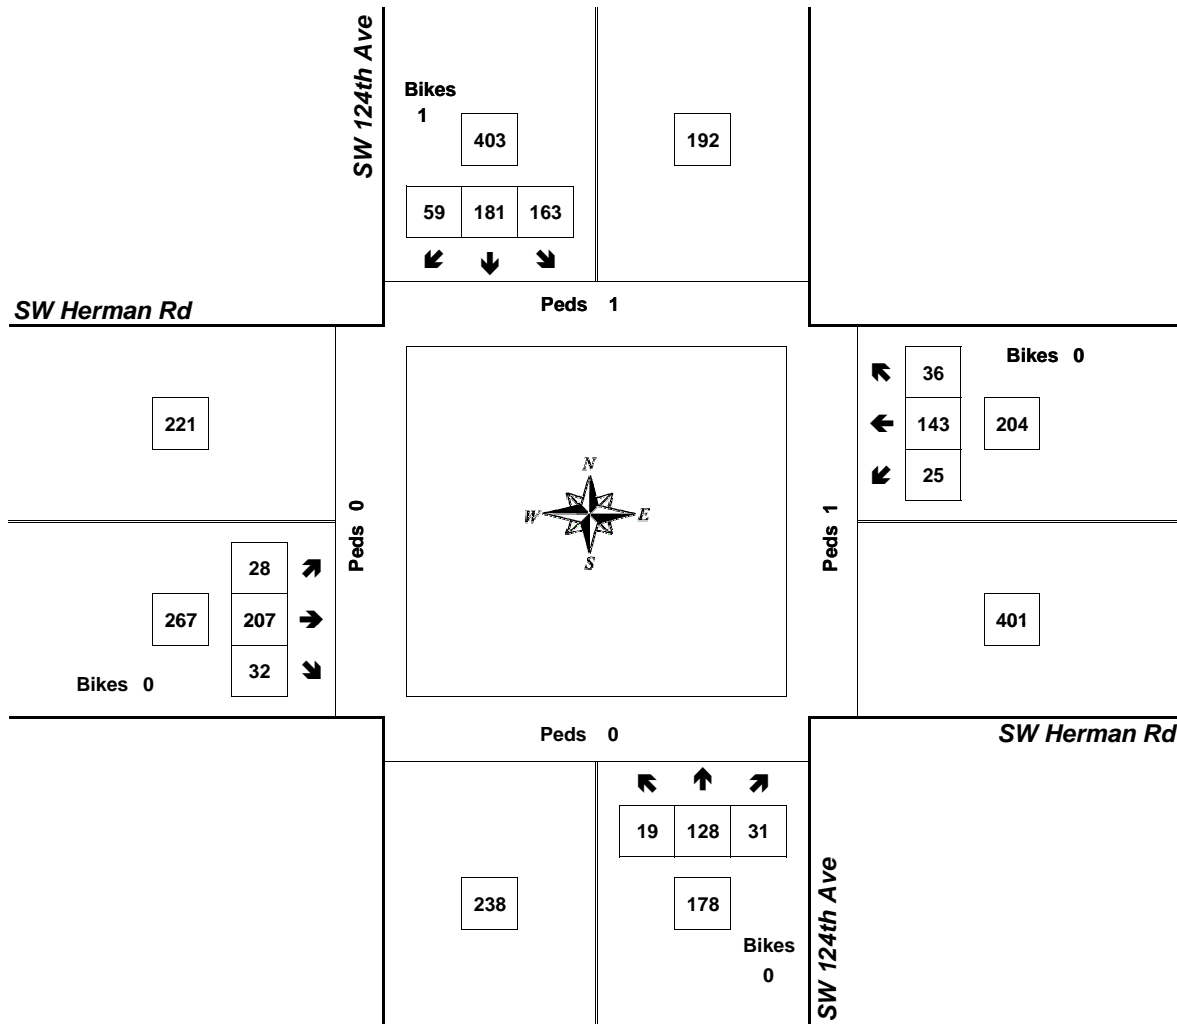 SW 124th Ave
Bikes
1
403
192
59 181 163
Peds 1
SW Herman Rd
Bikes 0
36
221
143 204
25
N
W E
S
Peds 0
Peds 1
28
267 207
401
32
Bikes 0
Peds 0
SW Herman Rd
19 128 31
238
178
Bikes
0
SW 124th Ave